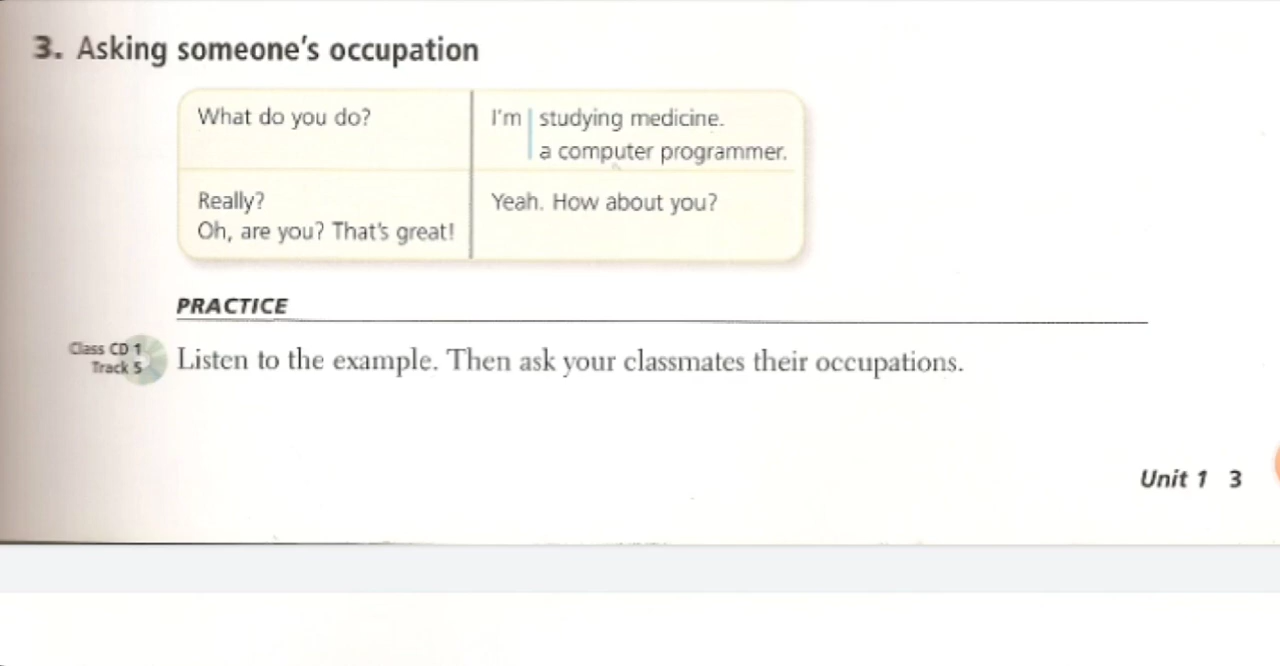 3. Asking someone's occupation
What do you do?
I'm studying medicine.
a computer programmer.
Really?
Oh, are you? That's great!
Yeah. How about you?
PRACTICE
Class CD 1
Track 5
Listen to the example. Then ask your classmates their occupations.
Unit 1 3